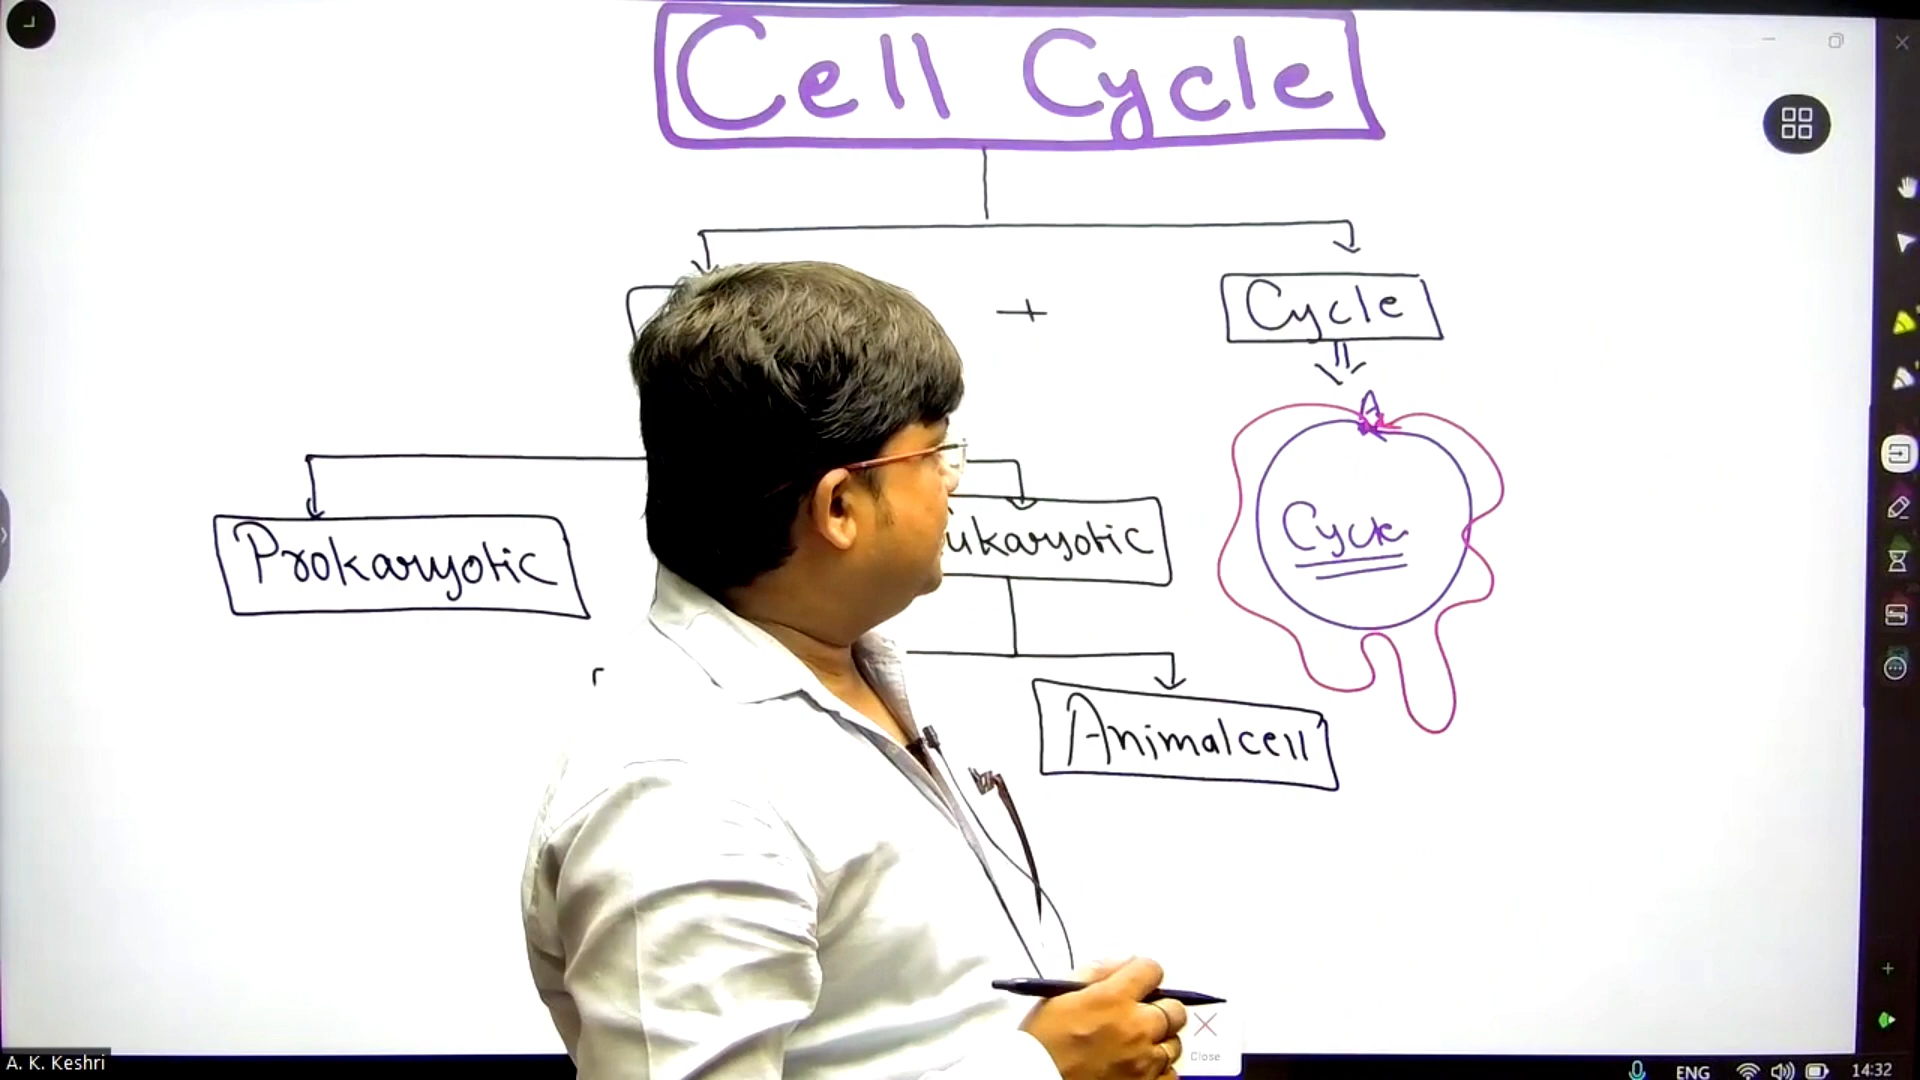 Cell Cycle
+
Cycle
A
Cycle
Prokaryotic
ukaryotic
Animalcell
Close
A. K. Keshri
ENG
14:32